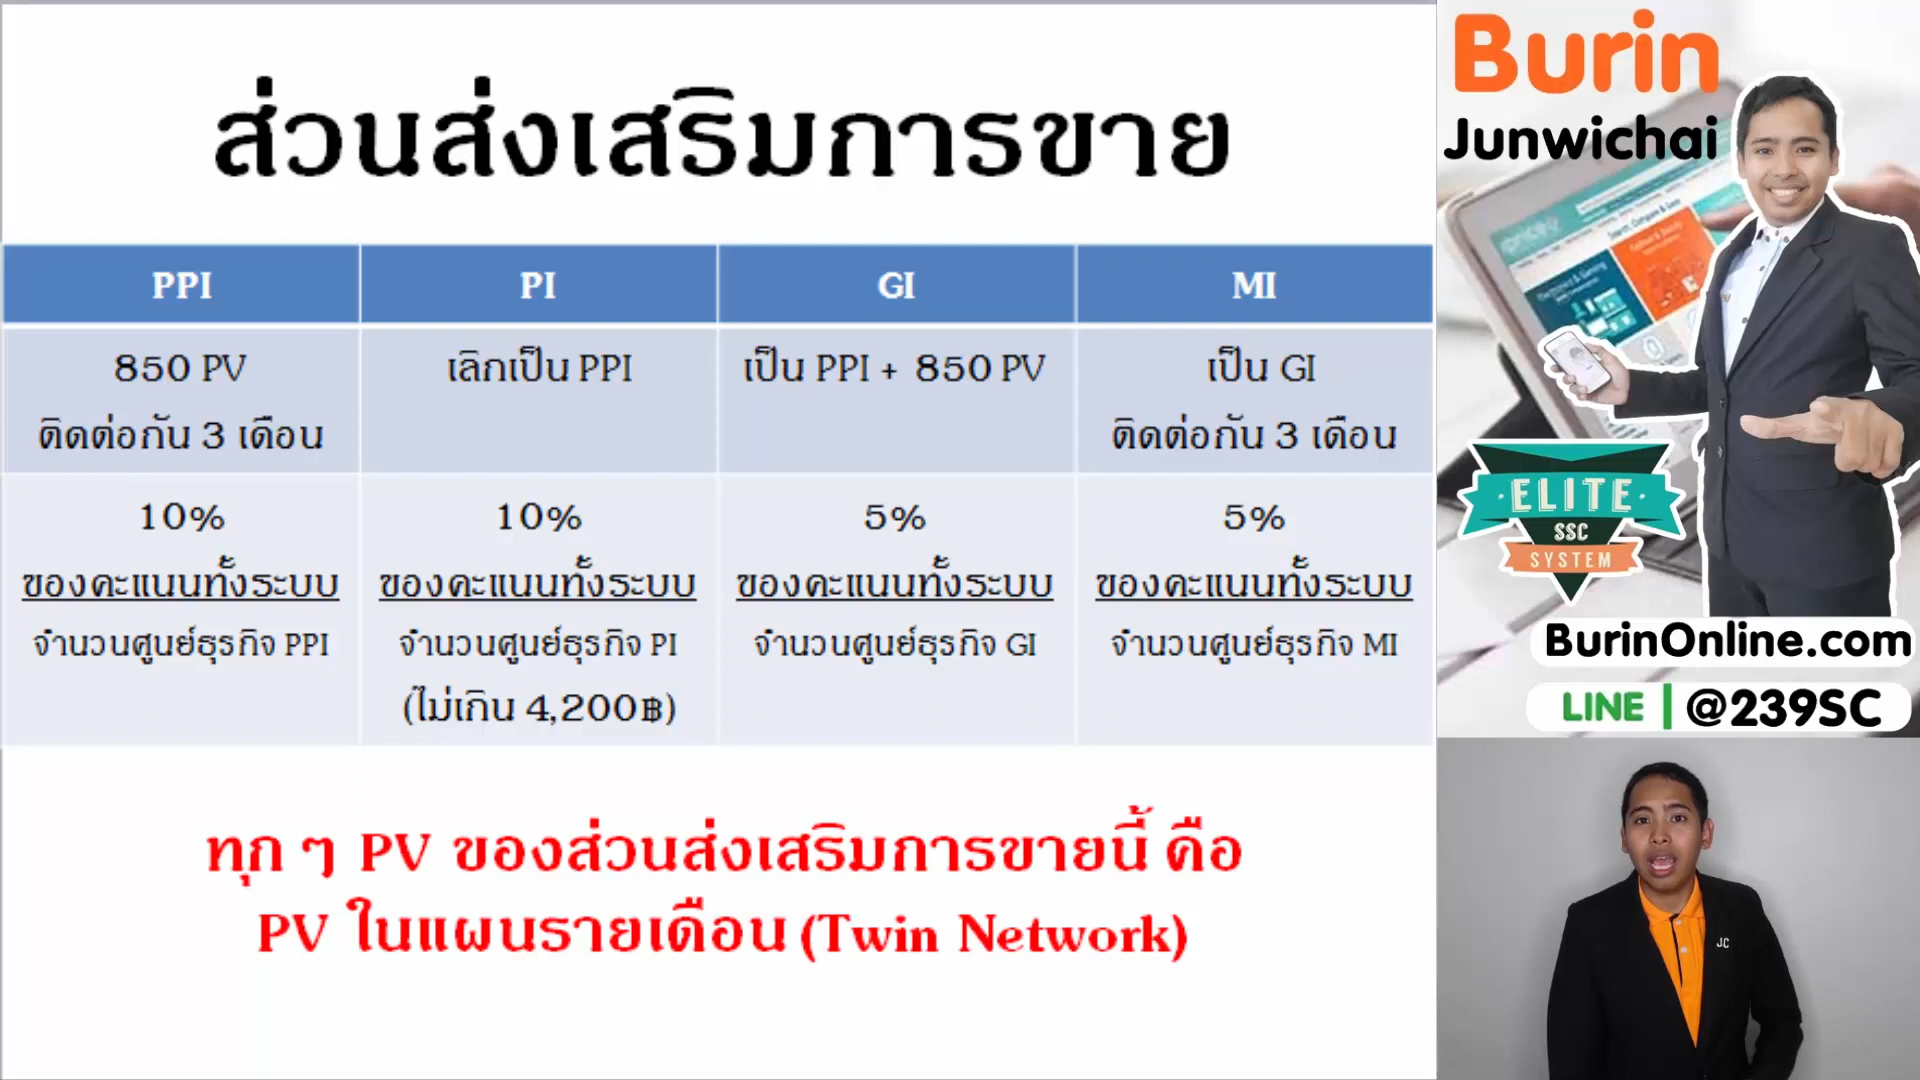 ส่วนส่งเสริมการขาย
PPI
PI
GI
MI
850 PV
ติดต่อกัน 3 เดือน
เลิกเป็น PPI
เป็น PPI + 850 PV
เป็น GI
ติดต่อกัน 3 เดือน
10%
ของคะแนนทั้งระบบ
จำนวนศูนย์ธุรกิจ PPI
10%
ของคะแนนทั้งระบบ
จำนวนศูนย์ธุรกิจ PI
(ไม่เกิน 4,200฿)
5%
ของคะแนนทั้งระบบ
จำนวนศูนย์ธุรกิจ GI
5%
ของคะแนนทั้งระบบ
จำนวนศูนย์ธุรกิจ MI
ทุก ๆ PV ของส่วนส่งเสริมการขายนี้ คือ
PV ในแผนรายเดือน (Twin Network)
Burin
Junwichai
ELITE
SSC
SYSTEM
BurinOnline.com
LINE | @239SC
JC